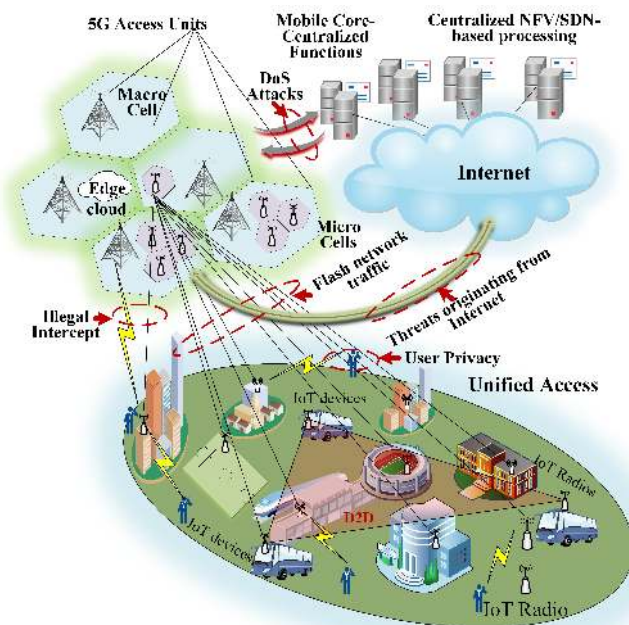 5G Access Units
Mobile Core-
Centralized
Functions
Centralized NFV/SDN-
based processing
DnS
Attacks
Macro
Cell
Internet
Edge
cloud
Micro
Cells
Flash network
traffic
Threats originating from
Internet
Illegal
Intercept
User Privacy
Unified Access
IoT devices
IoT Radios
D2D
IoT devices
IoT Radio